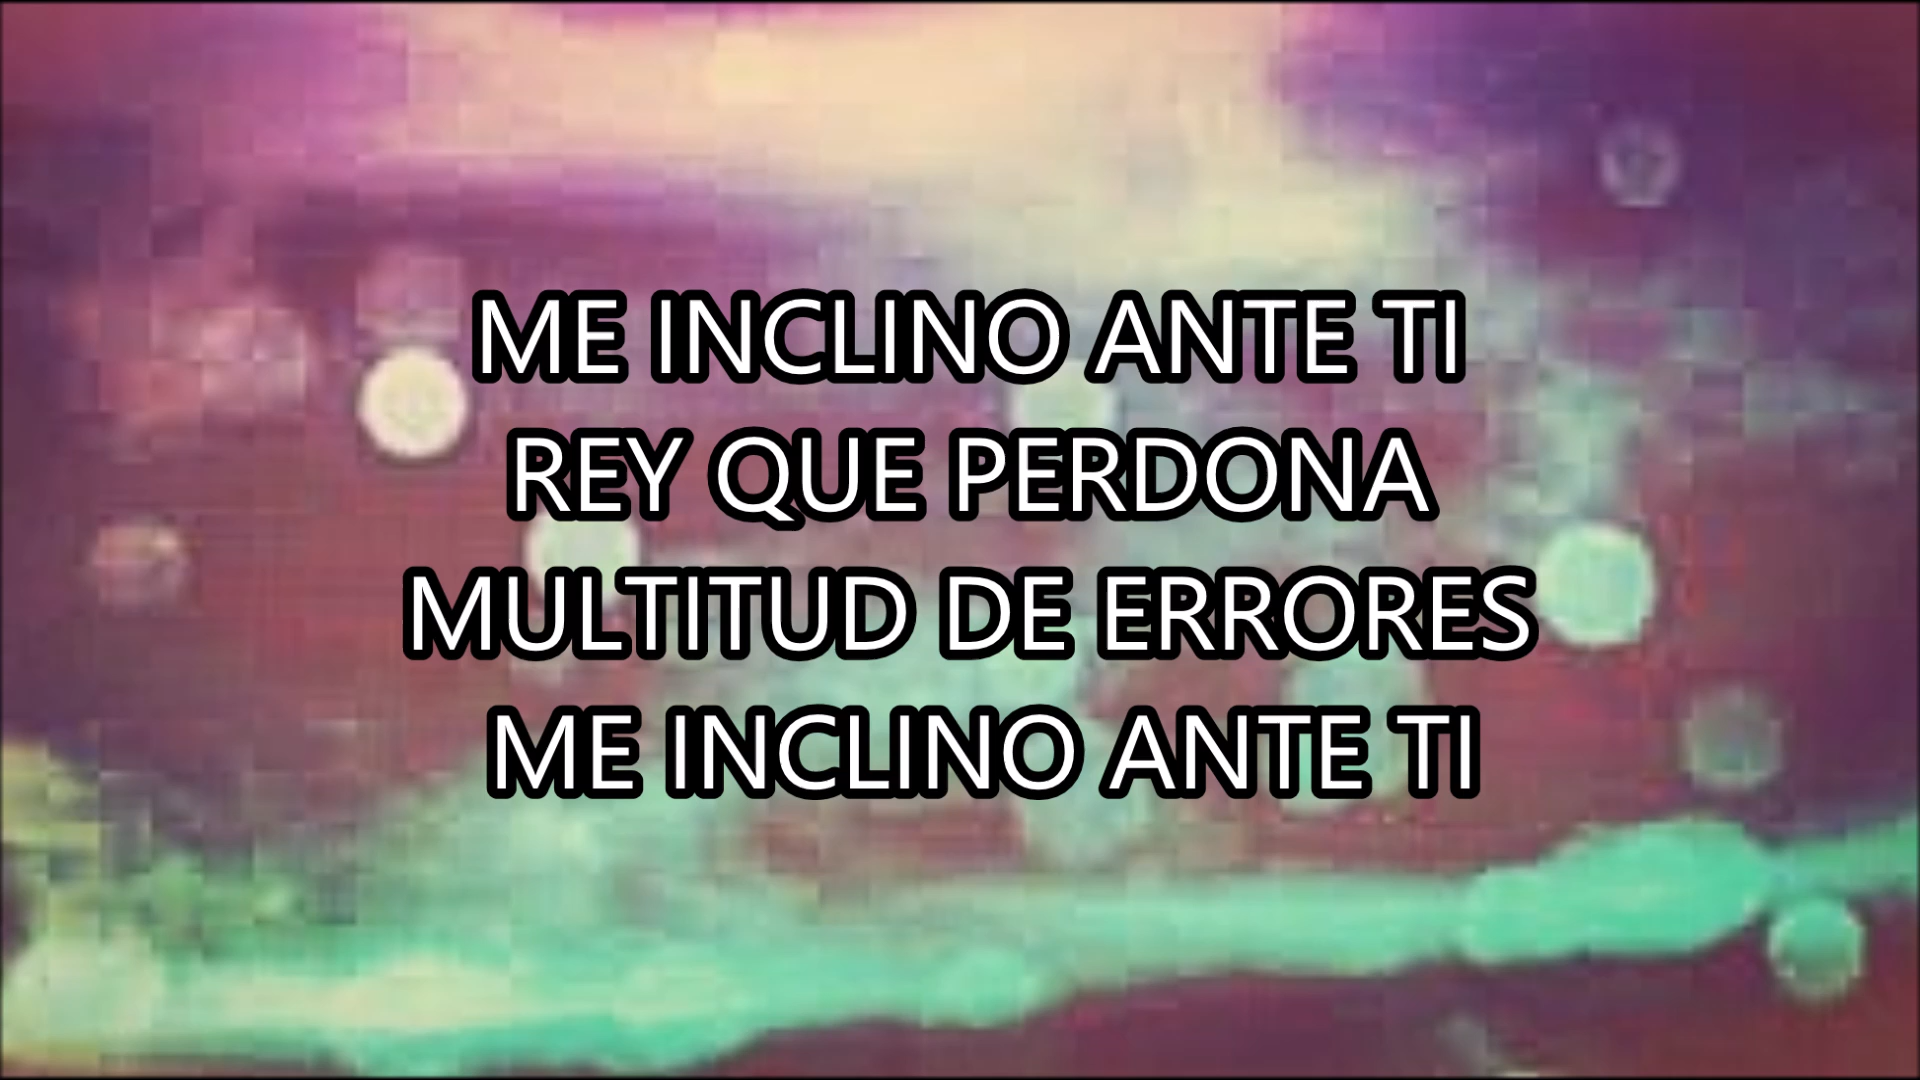 ME INCLINO ANTE TI
REY QUE PERDONA
MULTITUD DE ERRORES
ME INCLINO ANTE TI